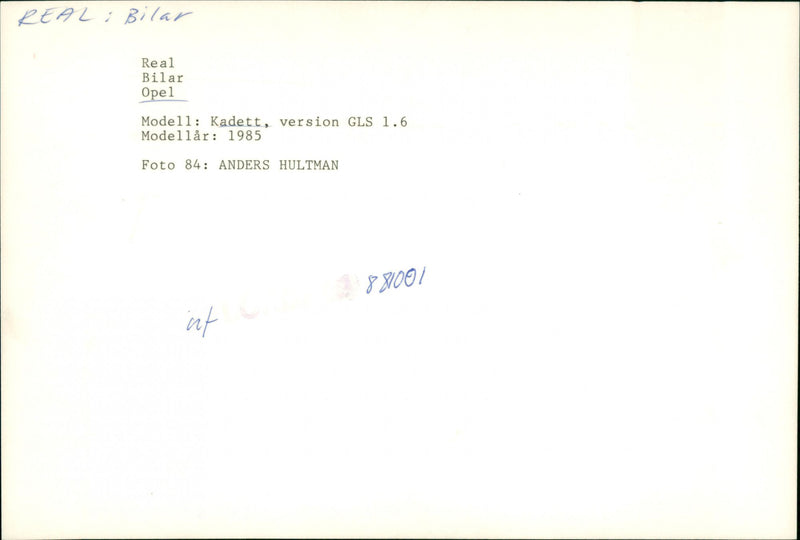 REAL : Bilar
Real
Bilar
Opel
Modell: Kadett, version GLS 1.6
Modellår: 1985
Foto 84: ANDERS HULTMAN
881001